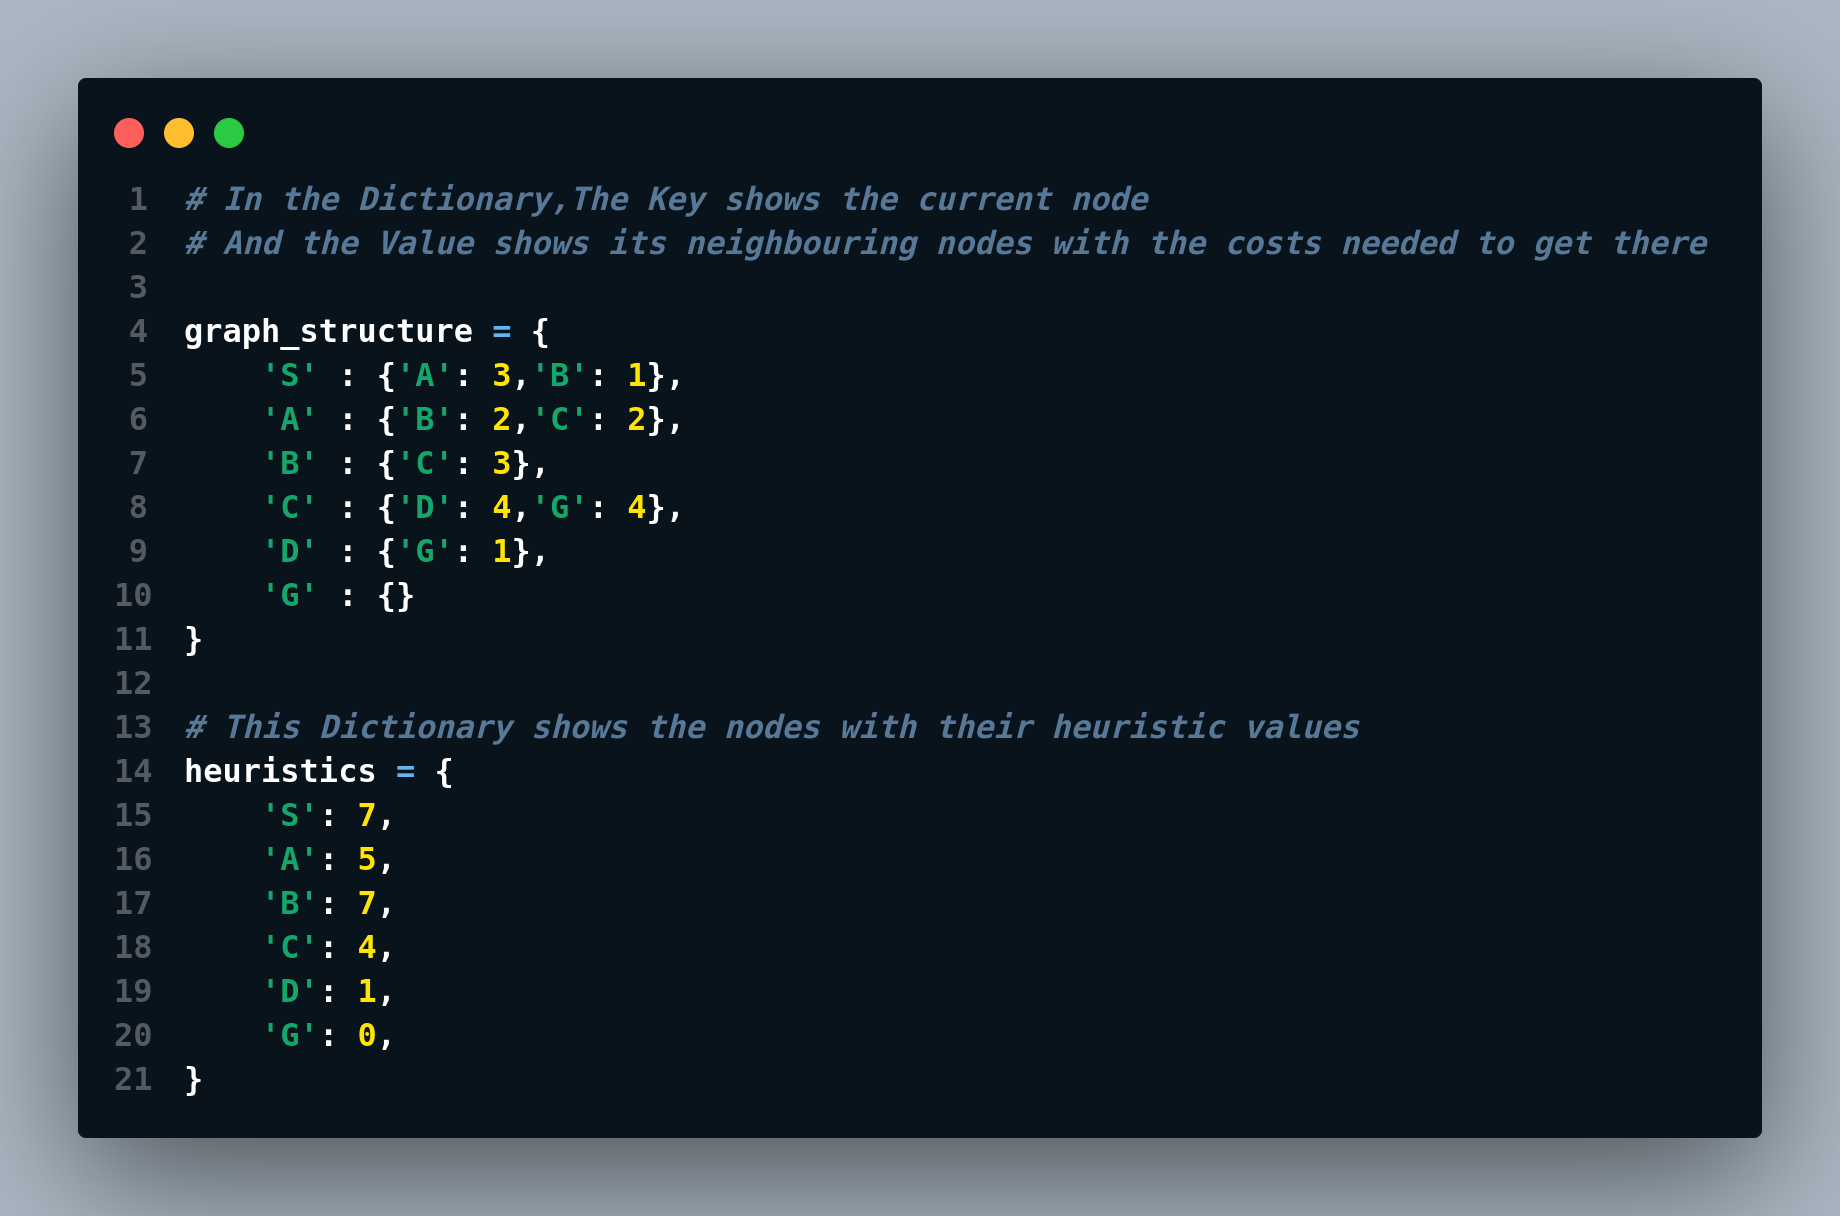 1 # In the Dictionary,The Key shows the current node
2 # And the Value shows its neighbouring nodes with the costs needed to get there
3
4 graph_structure = {
5     'S' : {'A': 3,'B': 1},
6     'A' : {'B': 2,'C': 2},
7     'B' : {'C': 3},
8     'C' : {'D': 4,'G': 4},
9     'D' : {'G': 1},
10     'G' : {}
11 }
12
13 # This Dictionary shows the nodes with their heuristic values
14 heuristics = {
15     'S': 7,
16     'A': 5,
17     'B': 7,
18     'C': 4,
19     'D': 1,
20     'G': 0,
21 }